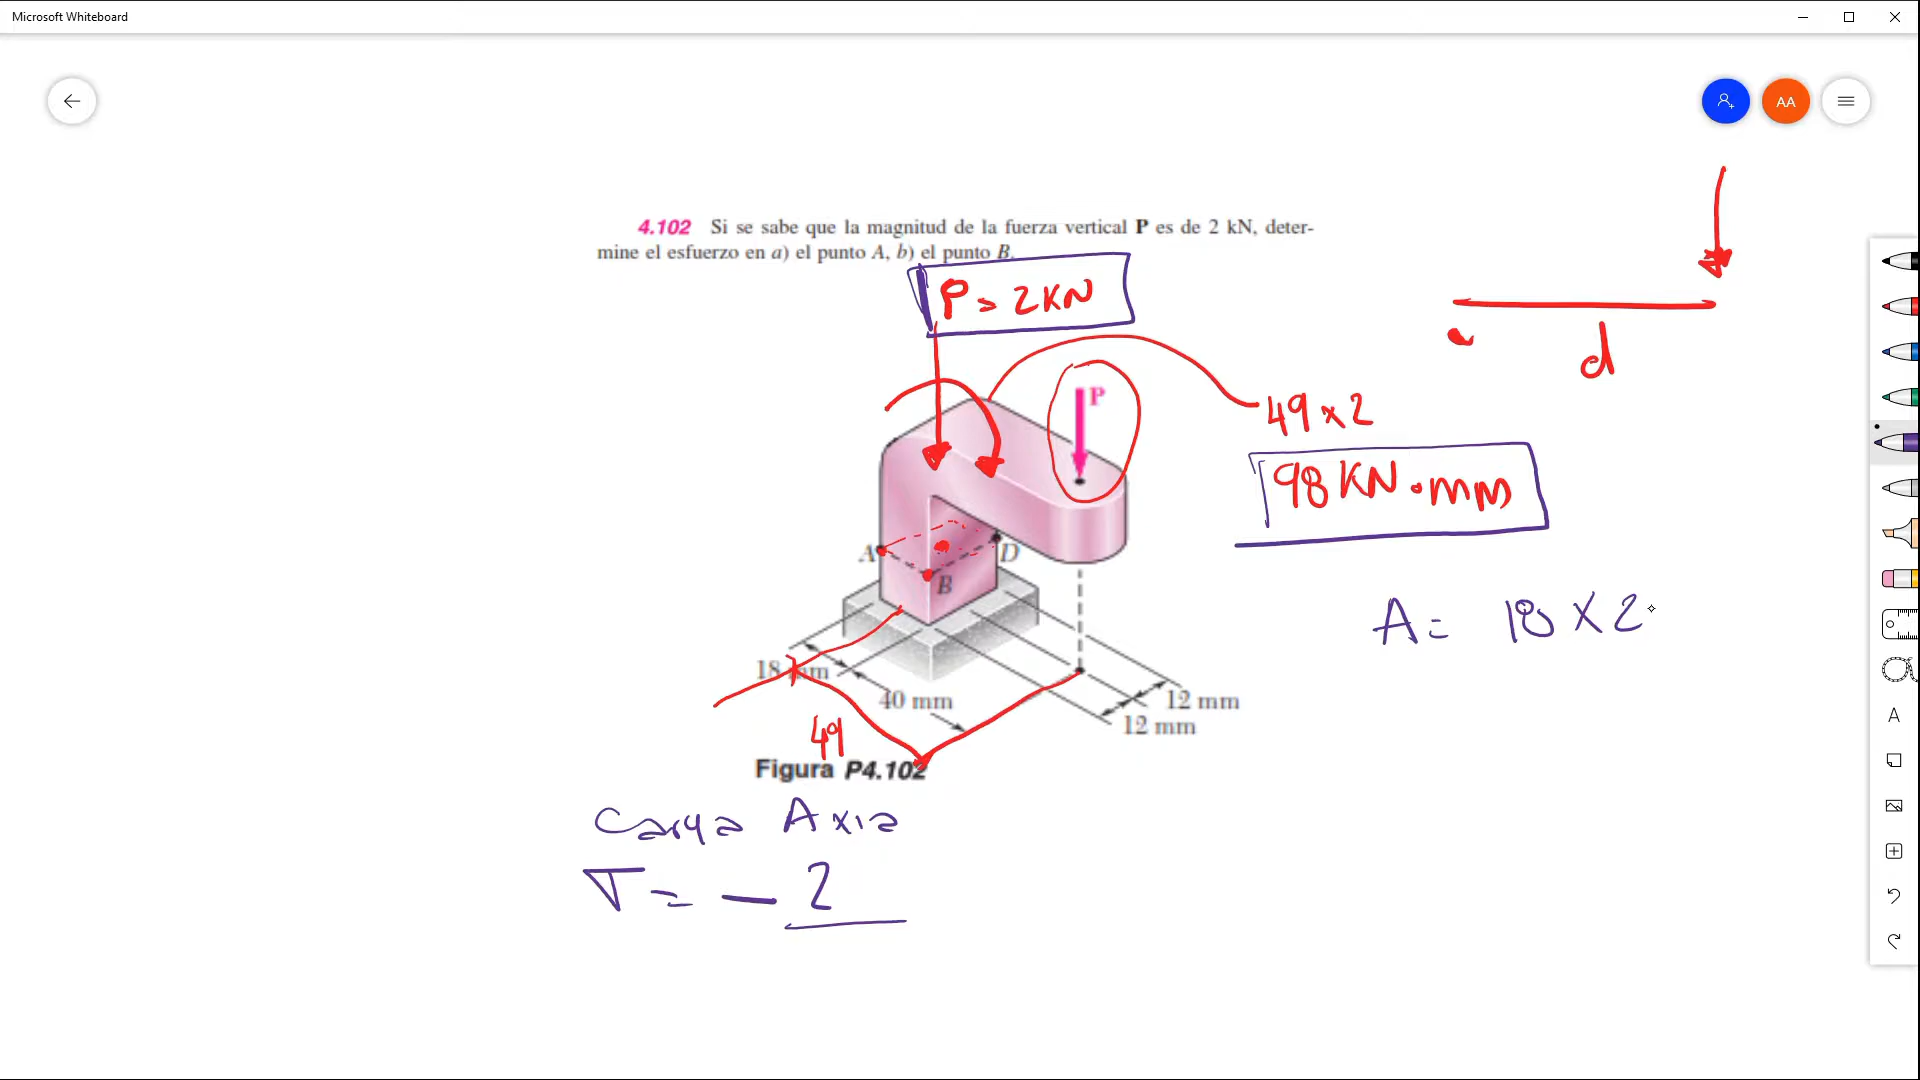 Microsoft Whiteboard
AA
4.102 Si se sabe que la magnitud de la fuerza vertical P es de 2 kN, deter-
mine el esfuerzo en a) el punto A, b) el punto B.
P = 2KN
d
P
49 x 2
98 KN·mm
A
D
B
A = 18 X 2
18 mm
40 mm
12 mm
12 mm
49
Figura P4.102
Carga Axia
σ = - 2
A